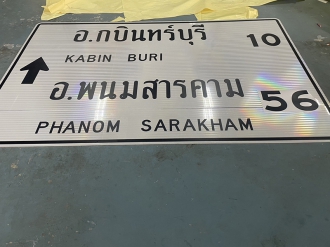 อ.กบินทร์บุรี 10
KABIN BURI
อ.พนมสารคาม 56
PHANOM SARAKHAM